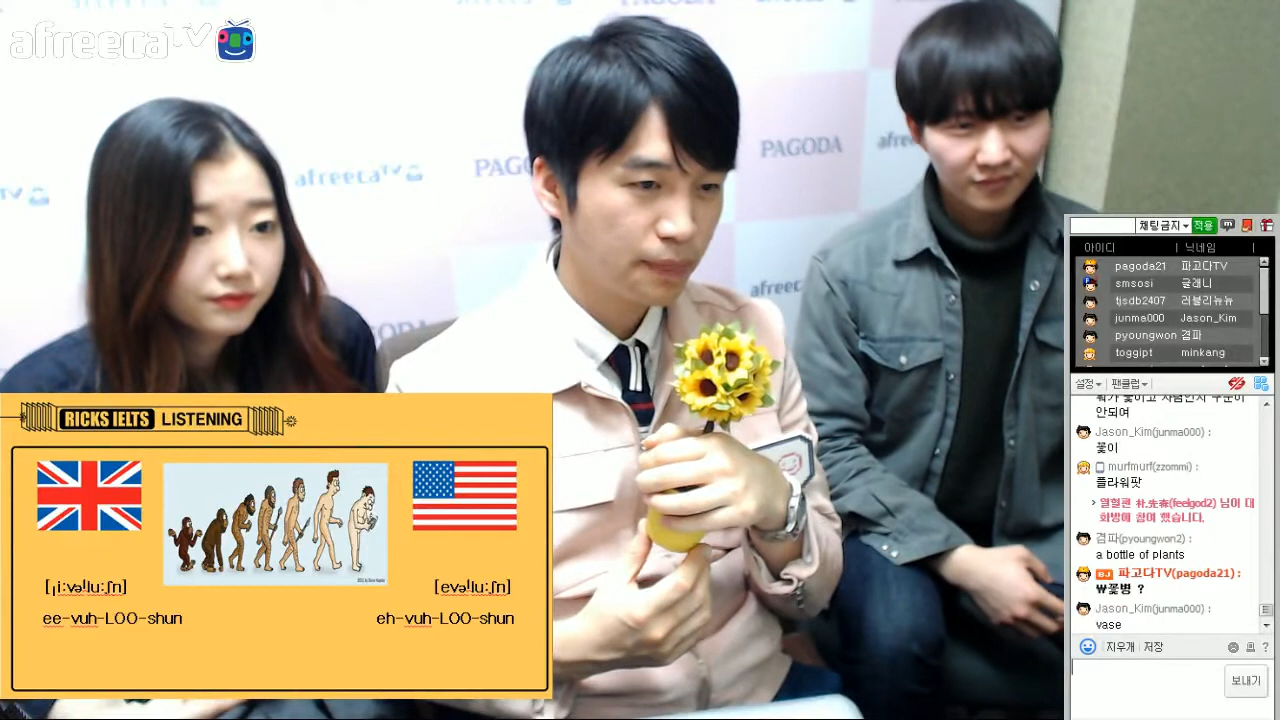 afreecaTV
PAGODA
afreecaTV
PAGODA
PAGODA
afreecaTV
PAGODA
RICKS IELTS LISTENING
[ˌiːvəˈluːʃn]
[evəˈluːʃn]
ee-vuh-LOO-shun
eh-vuh-LOO-shun
채팅금지 적용
아이디 닉네임
pagoda21 파고다TV
smsosi 글래니
tjsdb2407 러블리뉴뉴
junma000 Jason_Kim
pyoungwon 겸파
toggipt minkang
설정 팬클럽
안되여
Jason_Kim(junma000) :
꽃이
murfmurf(zzommi) :
플라워팟
님이 대
화방에 참여 했습니다.
겸파(pyoungwon2) :
a bottle of plants
BJ 파고다TV(pagoda21) :
₩꽃병 ?
Jason_Kim(junma000) :
vase
지우개 저장
보내기